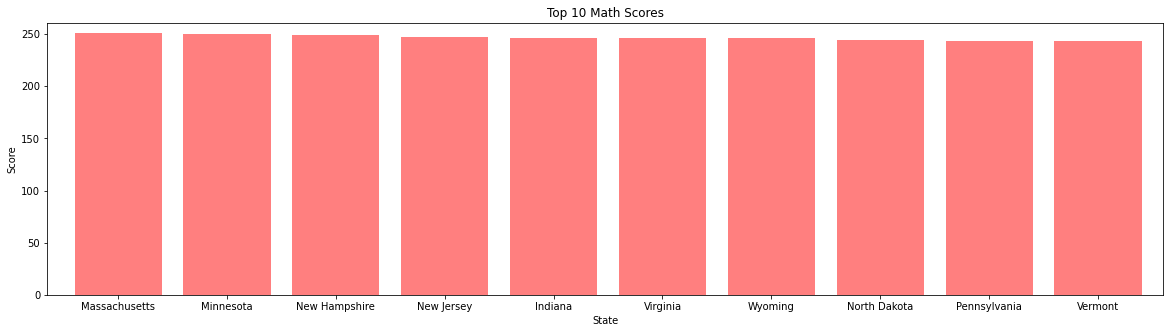 Top 10 Math Scores
Score
250
200
150
100
50
0
Massachusetts Minnesota New Hampshire New Jersey Indiana Virginia Wyoming North Dakota Pennsylvania Vermont
State